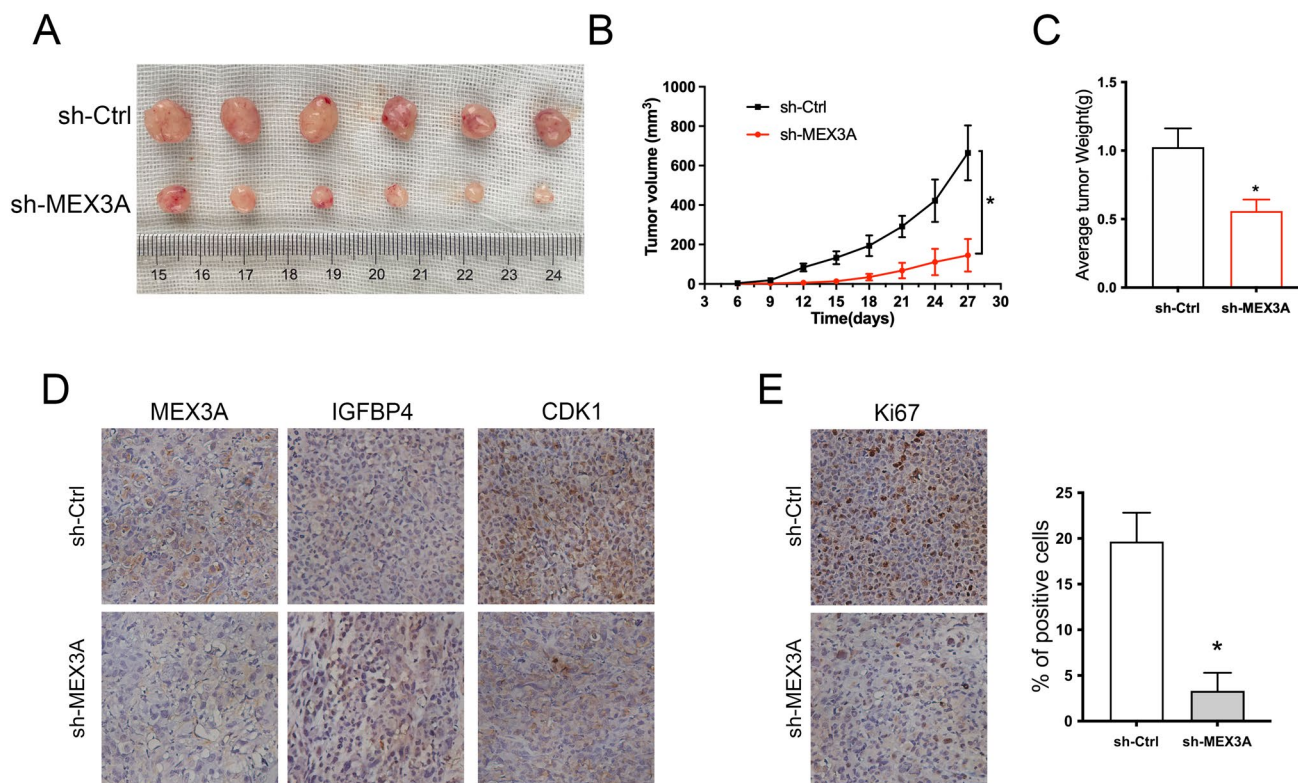 A
sh-Ctrl
sh-MEX3A
15 16 17 18 19 20 21 22 23 24
B
1000
800
600
400
200
0
Tumor volume (mm³)
sh-Ctrl
sh-MEX3A
*
3 6 9 12 15 18 21 24 27 30
Time(days)
C
1.5
1.0
0.5
0.0
Average tumor Weight(g)
*
sh-Ctrl sh-MEX3A
D
MEX3A IGFBP4 CDK1
sh-Ctrl
sh-MEX3A
E
Ki67
sh-Ctrl
sh-MEX3A
25
20
15
10
5
0
% of positive cells
*
sh-Ctrl sh-MEX3A